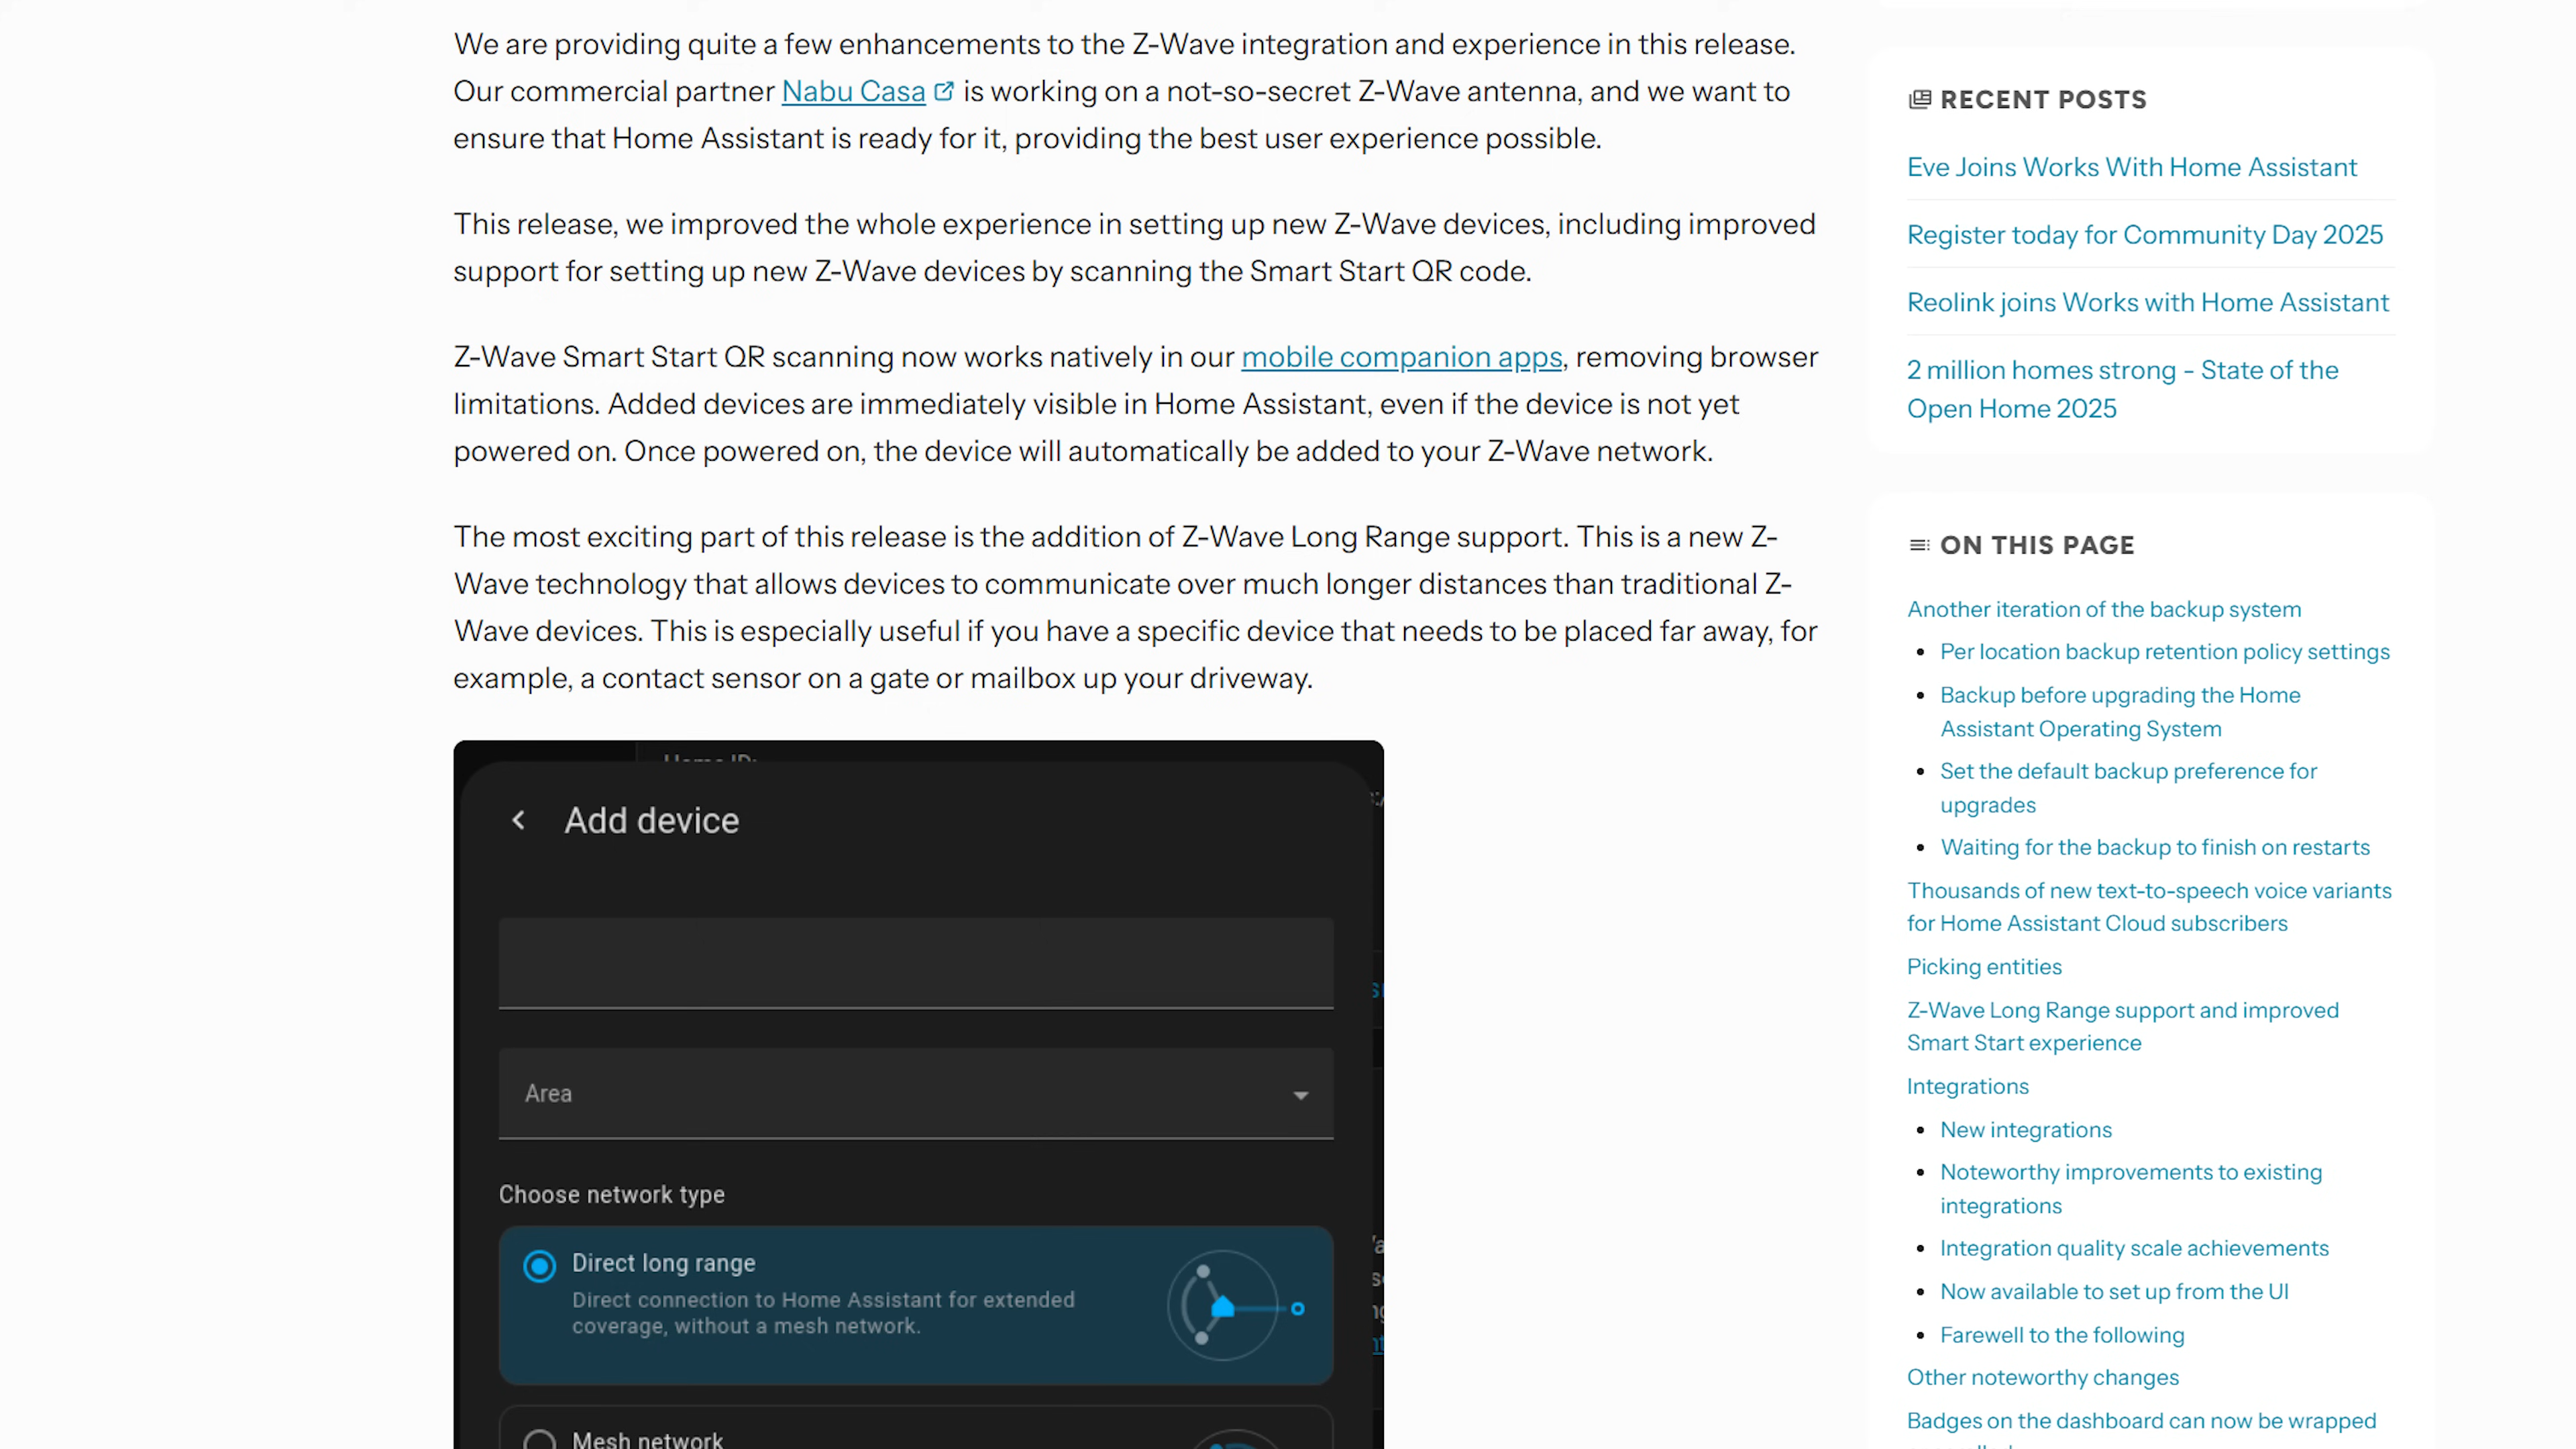 We are providing quite a few enhancements to the Z-Wave integration and experience in this release.
Our commercial partner Nabu Casa is working on a not-so-secret Z-Wave antenna, and we want to
ensure that Home Assistant is ready for it, providing the best user experience possible.
This release, we improved the whole experience in setting up new Z-Wave devices, including improved
support for setting up new Z-Wave devices by scanning the Smart Start QR code.
Z-Wave Smart Start QR scanning now works natively in our mobile companion apps, removing browser
limitations. Added devices are immediately visible in Home Assistant, even if the device is not yet
powered on. Once powered on, the device will automatically be added to your Z-Wave network.
The most exciting part of this release is the addition of Z-Wave Long Range support. This is a new Z-
Wave technology that allows devices to communicate over much longer distances than traditional Z-
Wave devices. This is especially useful if you have a specific device that needs to be placed far away, for
example, a contact sensor on a gate or mailbox up your driveway.
Add device
Area
Choose network type
Direct long range
Direct connection to Home Assistant for extended
coverage, without a mesh network.
Mesh network
RECENT POSTS
Eve Joins Works With Home Assistant
Register today for Community Day 2025
Reolink joins Works with Home Assistant
2 million homes strong - State of the
Open Home 2025
ON THIS PAGE
Another iteration of the backup system
Per location backup retention policy settings
Backup before upgrading the Home
Assistant Operating System
Set the default backup preference for
upgrades
Waiting for the backup to finish on restarts
Thousands of new text-to-speech voice variants
for Home Assistant Cloud subscribers
Picking entities
Z-Wave Long Range support and improved
Smart Start experience
Integrations
New integrations
Noteworthy improvements to existing
integrations
Integration quality scale achievements
Now available to set up from the UI
Farewell to the following
Other noteworthy changes
Badges on the dashboard can now be wrapped